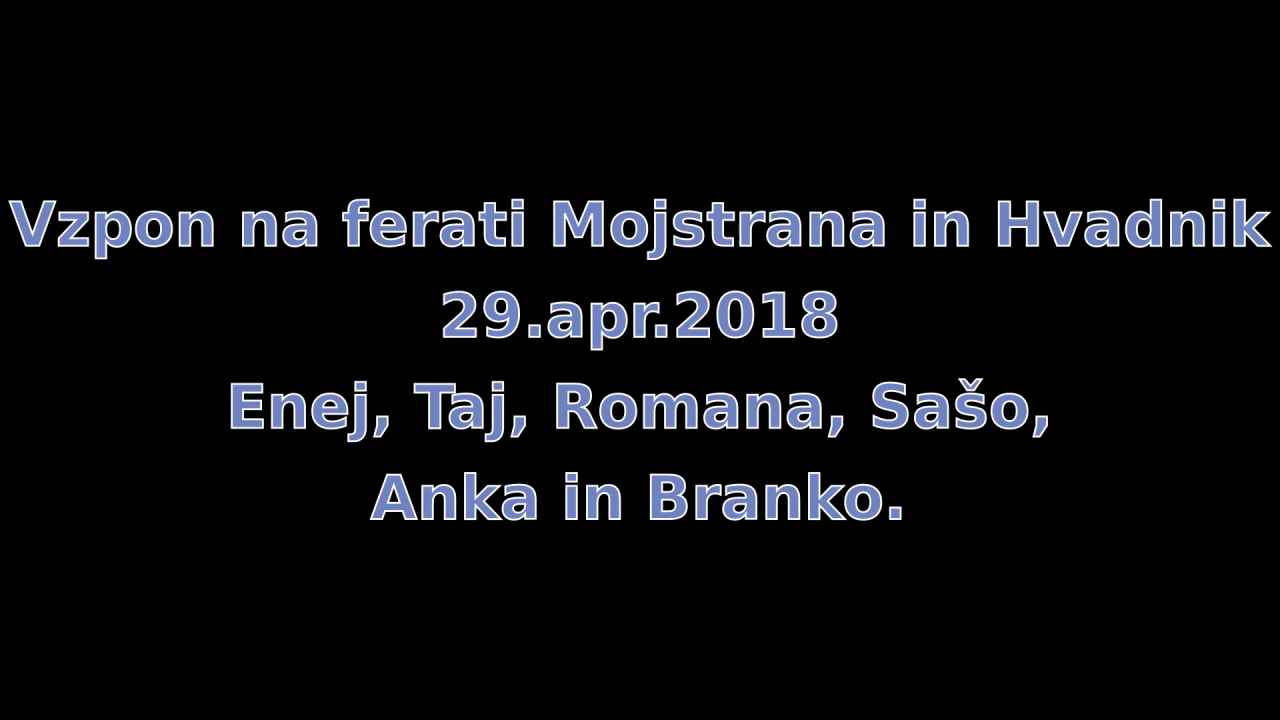 Vzpon na ferati Mojstrana in Hvadnik
29.apr.2018
Enej, Taj, Romana, Sašo,
Anka in Branko.